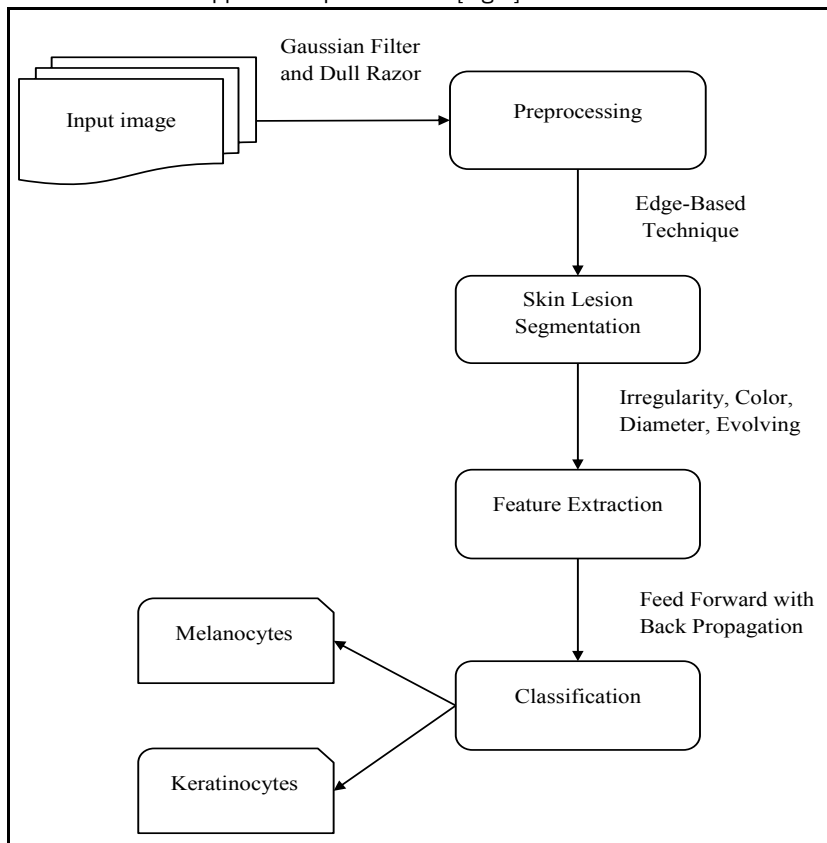 Gaussian Filter
and Dull Razor
Input image
Preprocessing
Edge-Based
Technique
Skin Lesion
Segmentation
Irregularity, Color,
Diameter, Evolving
Feature Extraction
Feed Forward with
Back Propagation
Melanocytes
Classification
Keratinocytes